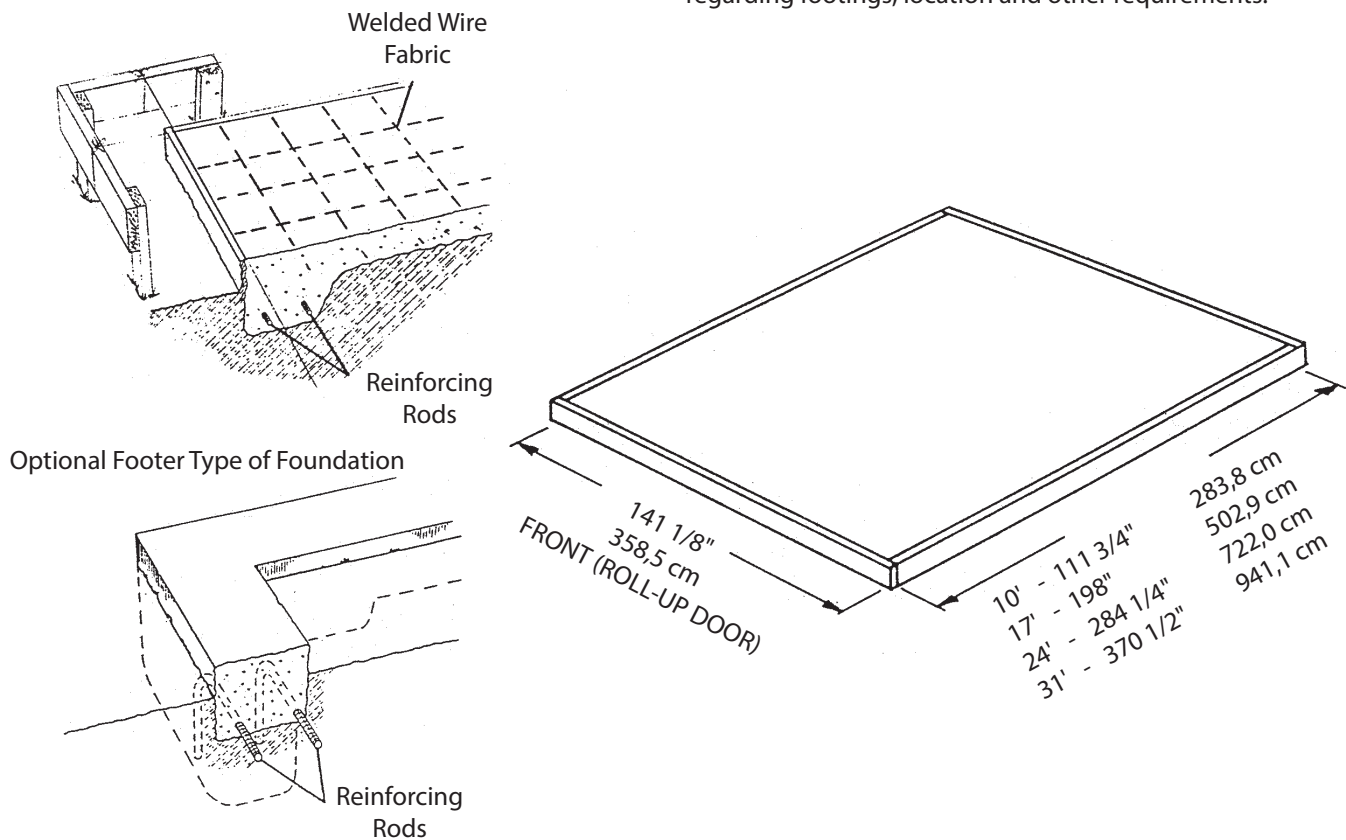 regarding footings, location and other requirements.
Welded Wire
Fabric
Reinforcing
Rods
Optional Footer Type of Foundation
141 1/8"
358,5 cm
FRONT (ROLL-UP DOOR)
10' - 111 3/4" 283,8 cm
17' - 198" 502,9 cm
24' - 284 1/4" 722,0 cm
31' - 370 1/2" 941,1 cm
Reinforcing
Rods